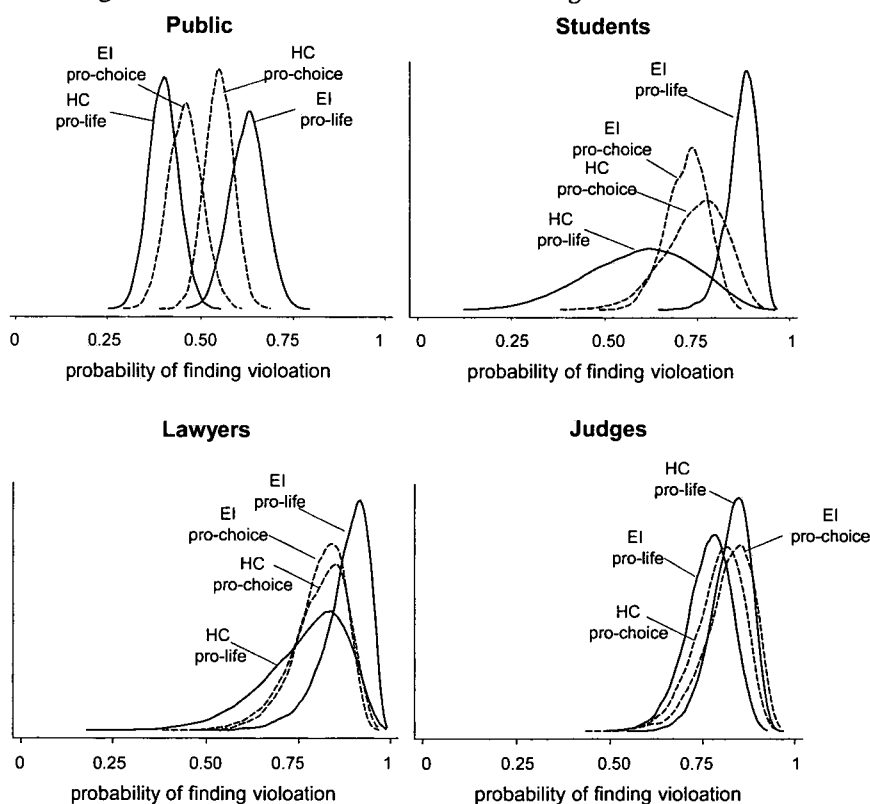 Public
EI
pro-choice
HC
pro-life
HC
pro-choice
EI
pro-life
0 0.25 0.50 0.75 1
probability of finding violoation
Students
EI
pro-life
EI
pro-choice
HC
pro-choice
HC
pro-life
0 0.25 0.50 0.75 1
probability of finding violoation
Lawyers
EI
pro-life
EI
pro-choice
HC
pro-choice
HC
pro-life
0 0.25 0.50 0.75 1
probability of finding violoation
Judges
HC
pro-life
EI
pro-choice
EI
pro-life
HC
pro-choice
0 0.25 0.50 0.75 1
probability of finding violoation